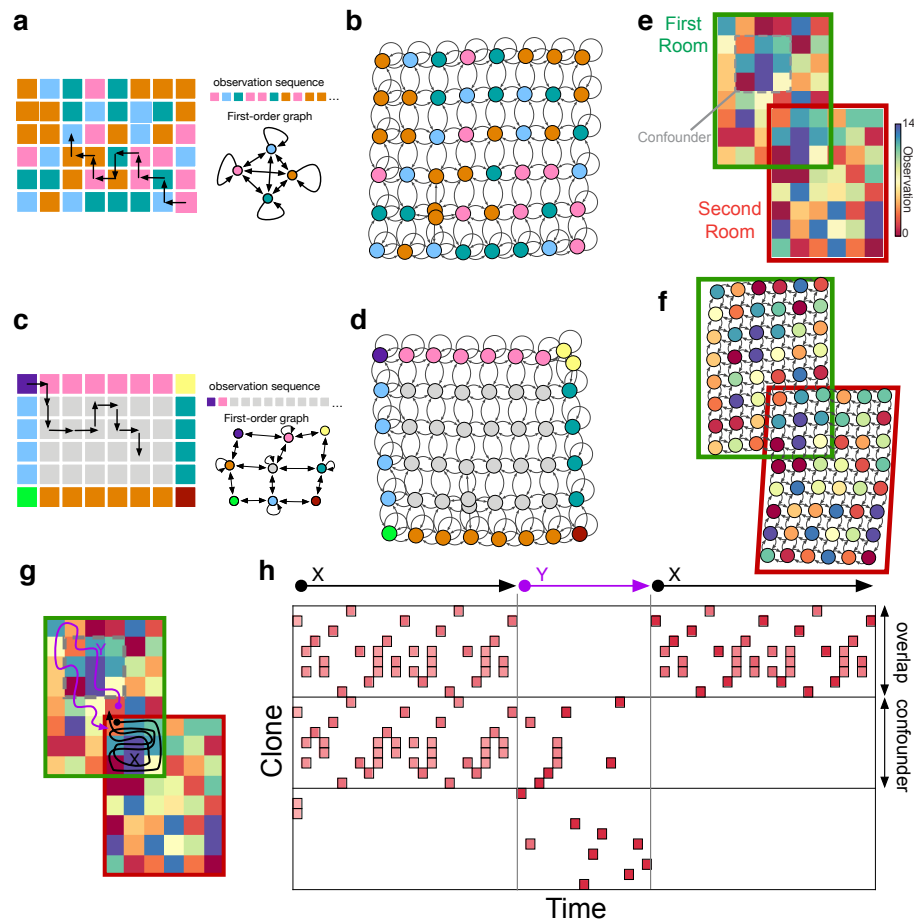 a
observation sequence
...
First-order graph
b
e
First
Room
Confounder
Second
Room
14
Observation
0
c
observation sequence
...
First-order graph
d
f
g
Y
X
h
X
Y
X
Clone
overlap
confounder
Time